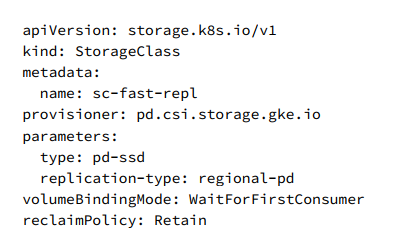 apiVersion: storage.k8s.io/v1
kind: StorageClass
metadata:
  name: sc-fast-repl
provisioner: pd.csi.storage.gke.io
parameters:
  type: pd-ssd
  replication-type: regional-pd
volumeBindingMode: WaitForFirstConsumer
reclaimPolicy: Retain